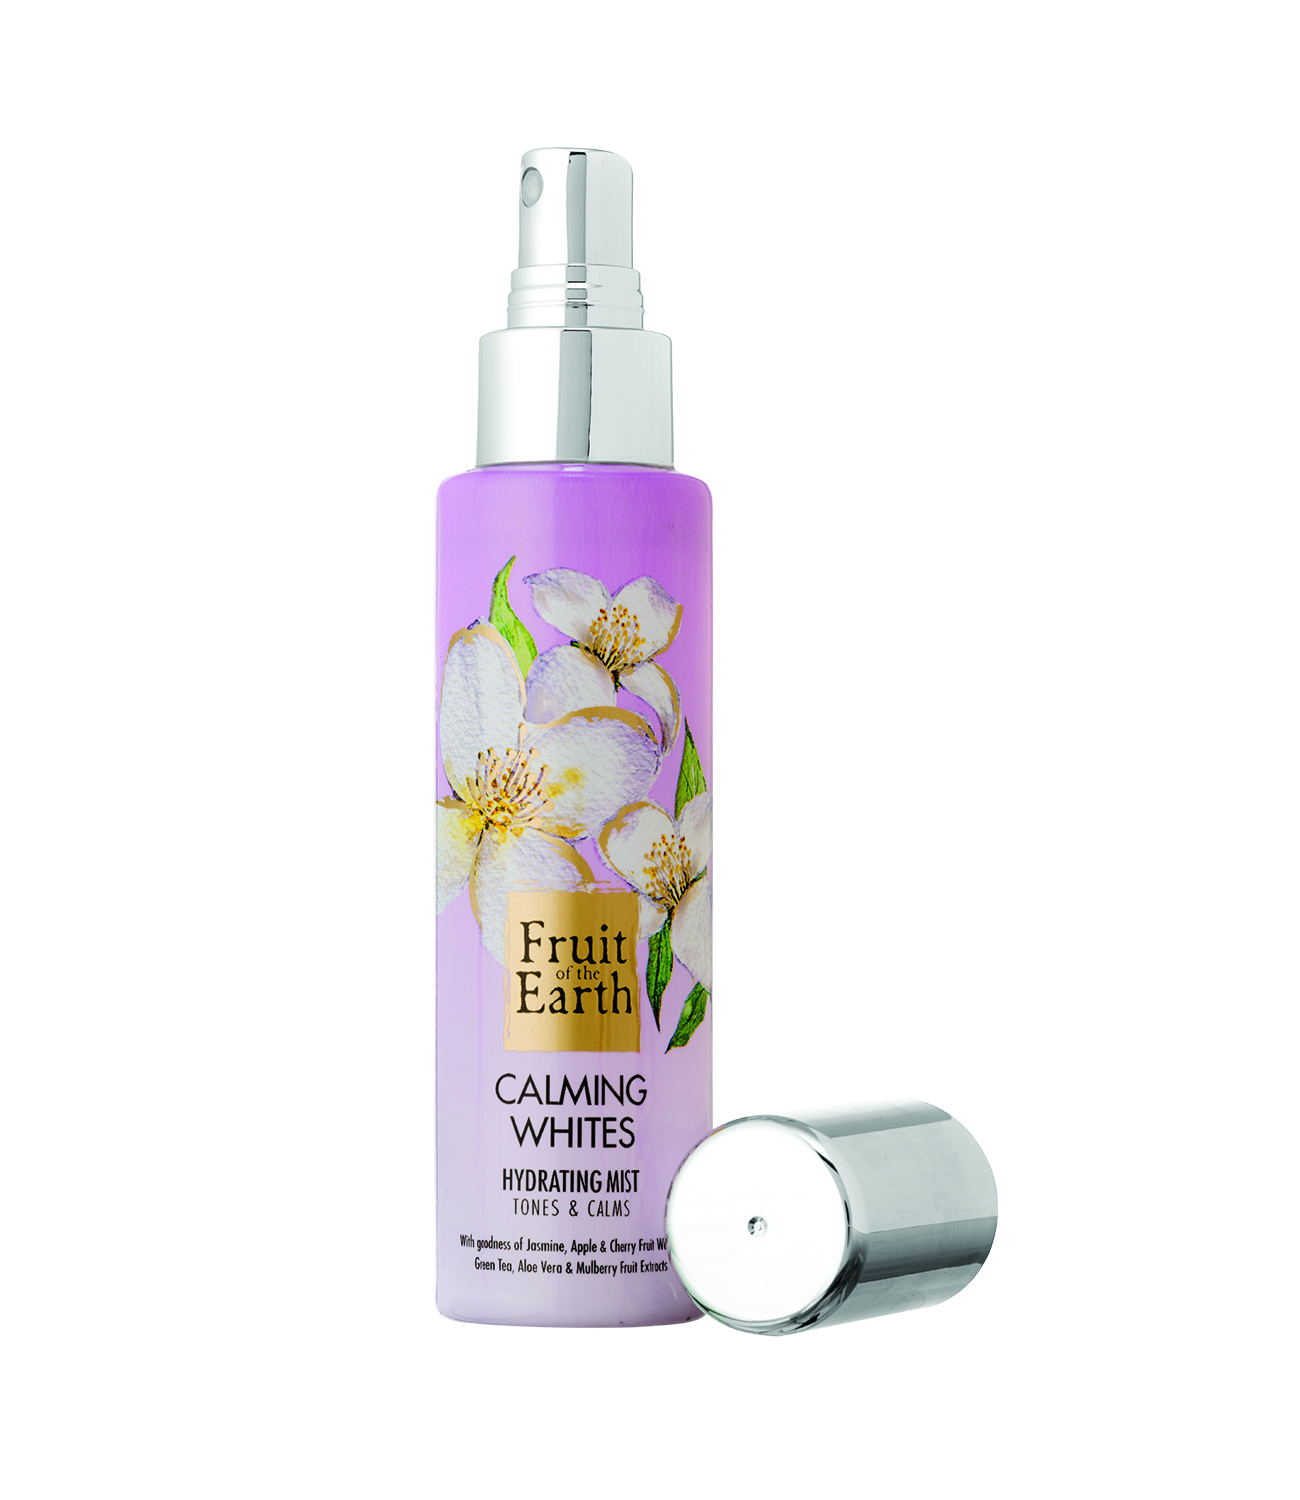 Fruit
of the
Earth
CALMING
WHITES
HYDRATING MIST
TONES & CALMS
With goodness of Jasmine, Apple & Cherry Fruit
Green Tea, Aloe Vera & Mulberry Fruit Extracts